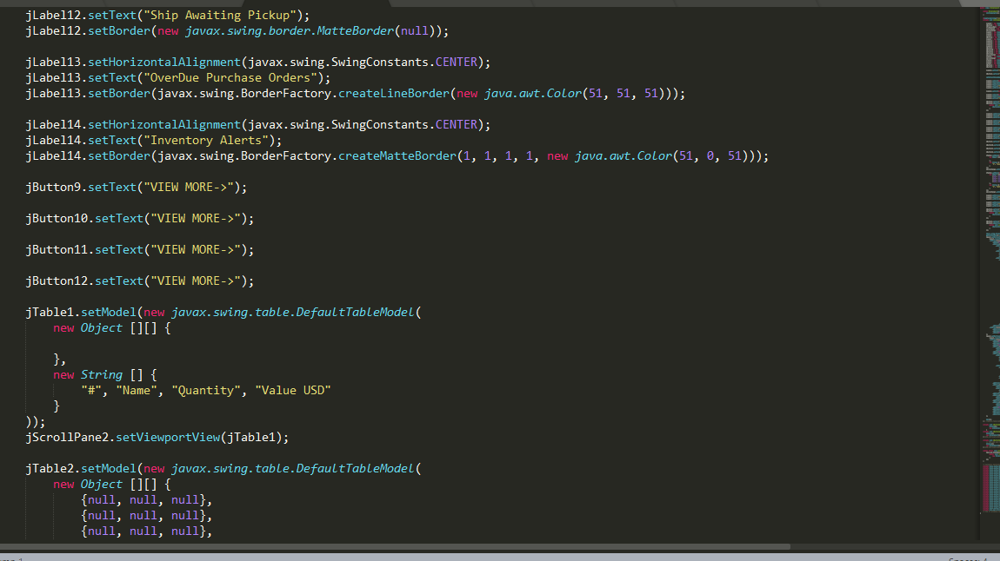 jLabel12.setText("Ship Awaiting Pickup");
jLabel12.setBorder(new javax.swing.border.MatteBorder(null));
jLabel13.setHorizontalAlignment(javax.swing.SwingConstants.CENTER);
jLabel13.setText("OverDue Purchase Orders");
jLabel13.setBorder(javax.swing.BorderFactory.createLineBorder(new java.awt.Color(51, 51, 51)));
jLabel14.setHorizontalAlignment(javax.swing.SwingConstants.CENTER);
jLabel14.setText("Inventory Alerts");
jLabel14.setBorder(javax.swing.BorderFactory.createMatteBorder(1, 1, 1, 1, new java.awt.Color(51, 0, 51)));
jButton9.setText("VIEW MORE->");
jButton10.setText("VIEW MORE->");
jButton11.setText("VIEW MORE->");
jButton12.setText("VIEW MORE->");
jTable1.setModel(new javax.swing.table.DefaultTableModel(
new Object [][] {
},
new String [] {
"#", "Name", "Quantity", "Value USD"
}
));
jScrollPane2.setViewportView(jTable1);
jTable2.setModel(new javax.swing.table.DefaultTableModel(
new Object [][] {
{null, null, null},
{null, null, null},
{null, null, null},